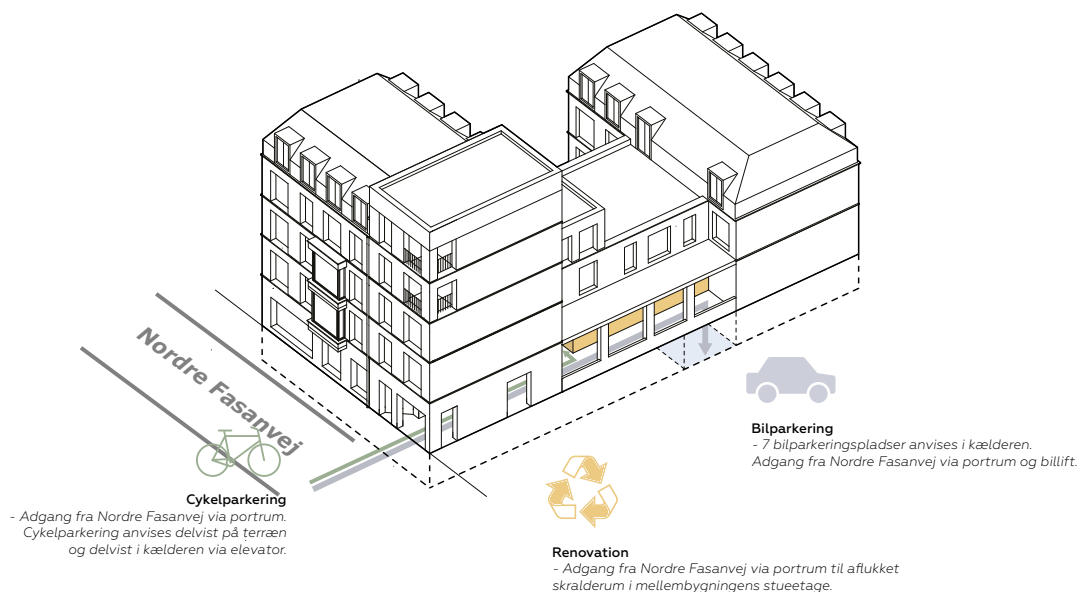 Nordre Fasanvej
Bilparkering
- 7 bilparkeringspladser anvises i kælderen.
Adgang fra Nordre Fasanvej via portrum og billift.
Cykelparkering
- Adgang fra Nordre Fasanvej via portrum.
Cykelparkering anvises delvist på terræn
og delvist i kælderen via elevator.
Renovation
- Adgang fra Nordre Fasanvej via portrum til aflukket
skralderum i mellembygningens stueetage.